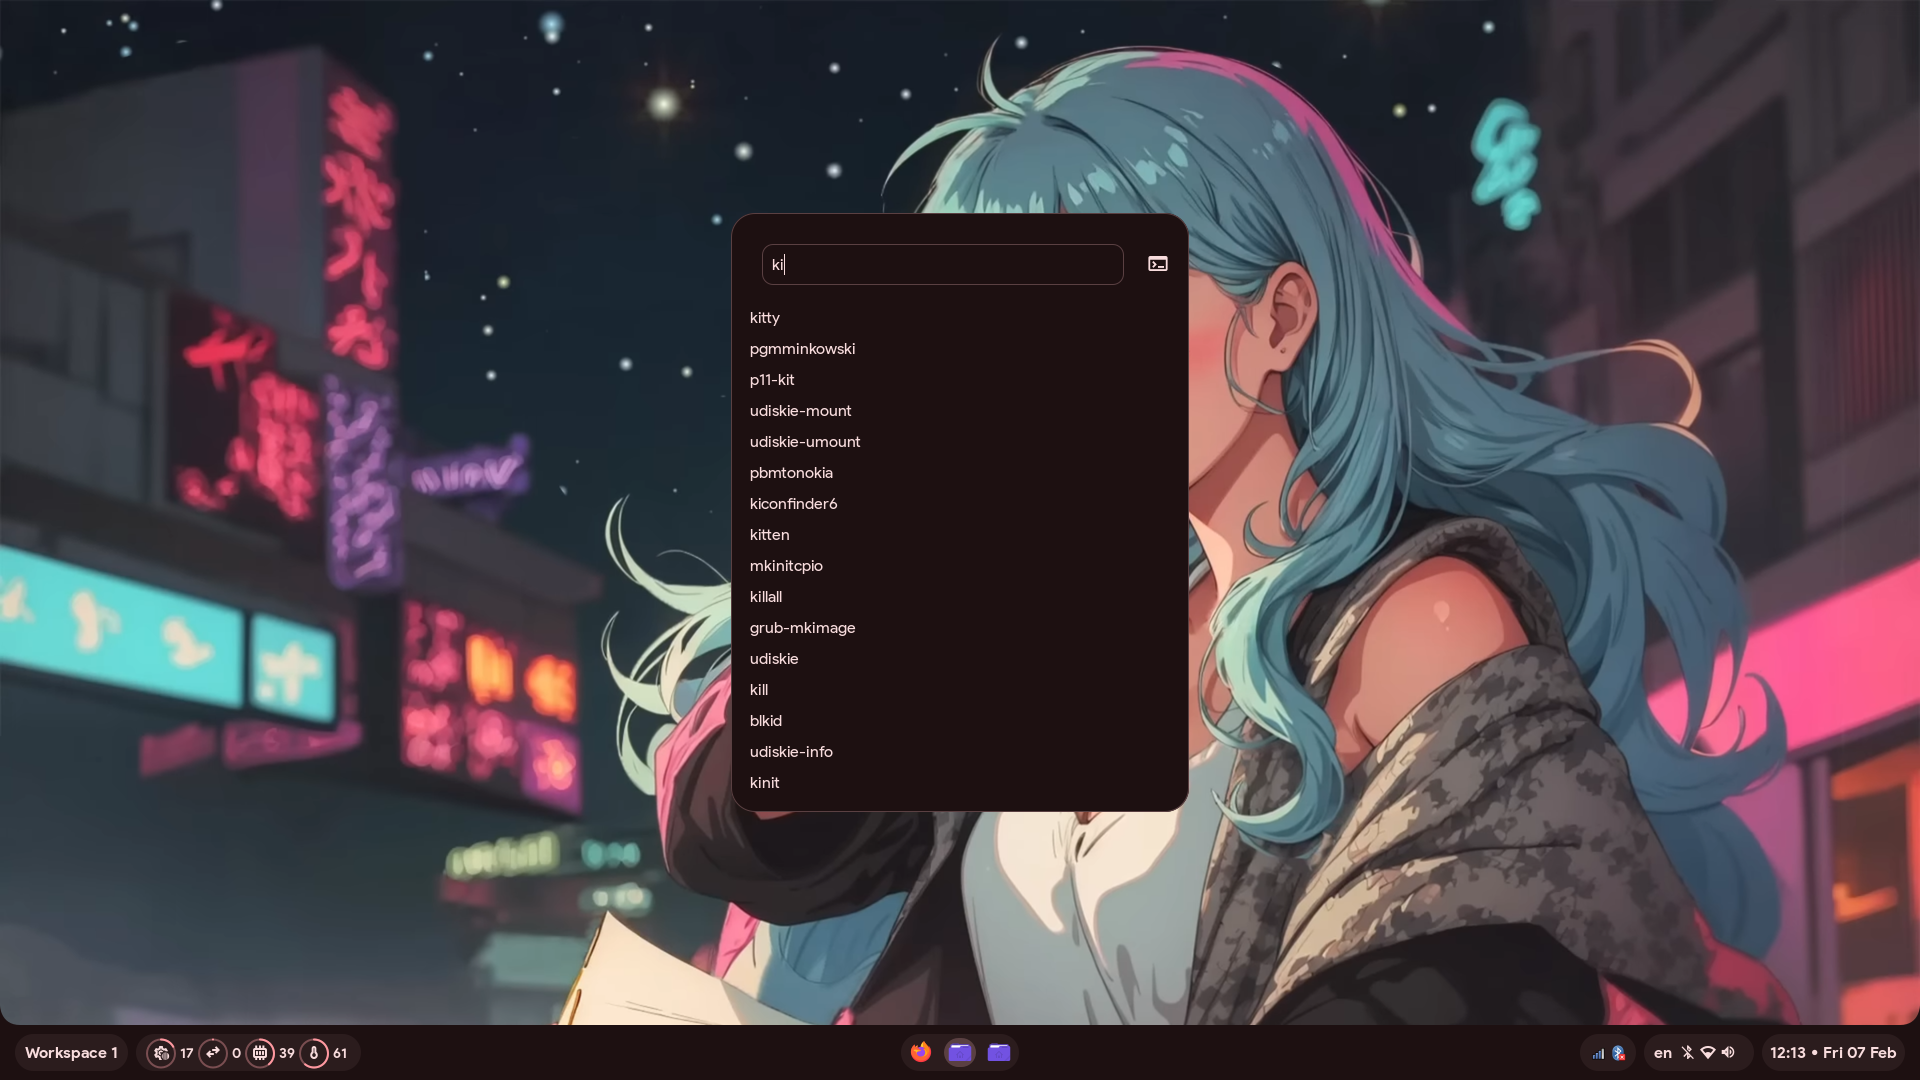 ki
kitty
pgmminkowski
p11-kit
udiskie-mount
udiskie-umount
pbmtonokia
kiconfinder6
kitten
mkinitcpio
killall
grub-mkimage
udiskie
kill
blkid
udiskie-info
kinit
Workspace 1 17 0 39 61 en 12:13 • Fri 07 Feb